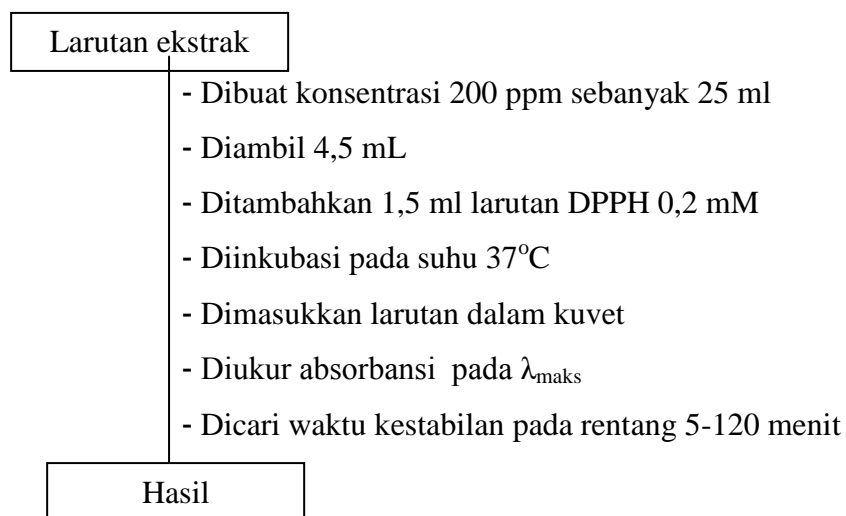 Larutan ekstrak
- Dibuat konsentrasi 200 ppm sebanyak 25 ml
- Diambil 4,5 mL
- Ditambahkan 1,5 ml larutan DPPH 0,2 mM
- Diinkubasi pada suhu 37°C
- Dimasukkan larutan dalam kuvet
- Diukur absorbansi pada λmaks
- Dicari waktu kestabilan pada rentang 5-120 menit
Hasil